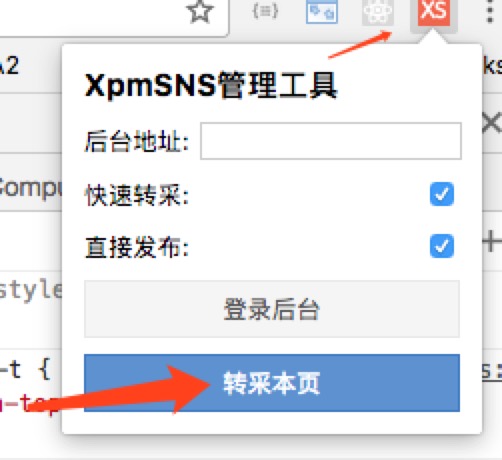 {≡}
XS
A2
ks
XpmSNS管理工具
后台地址:
快速转采:
Compu
直接发布:
style
登录后台
-t {
s:
转采本页